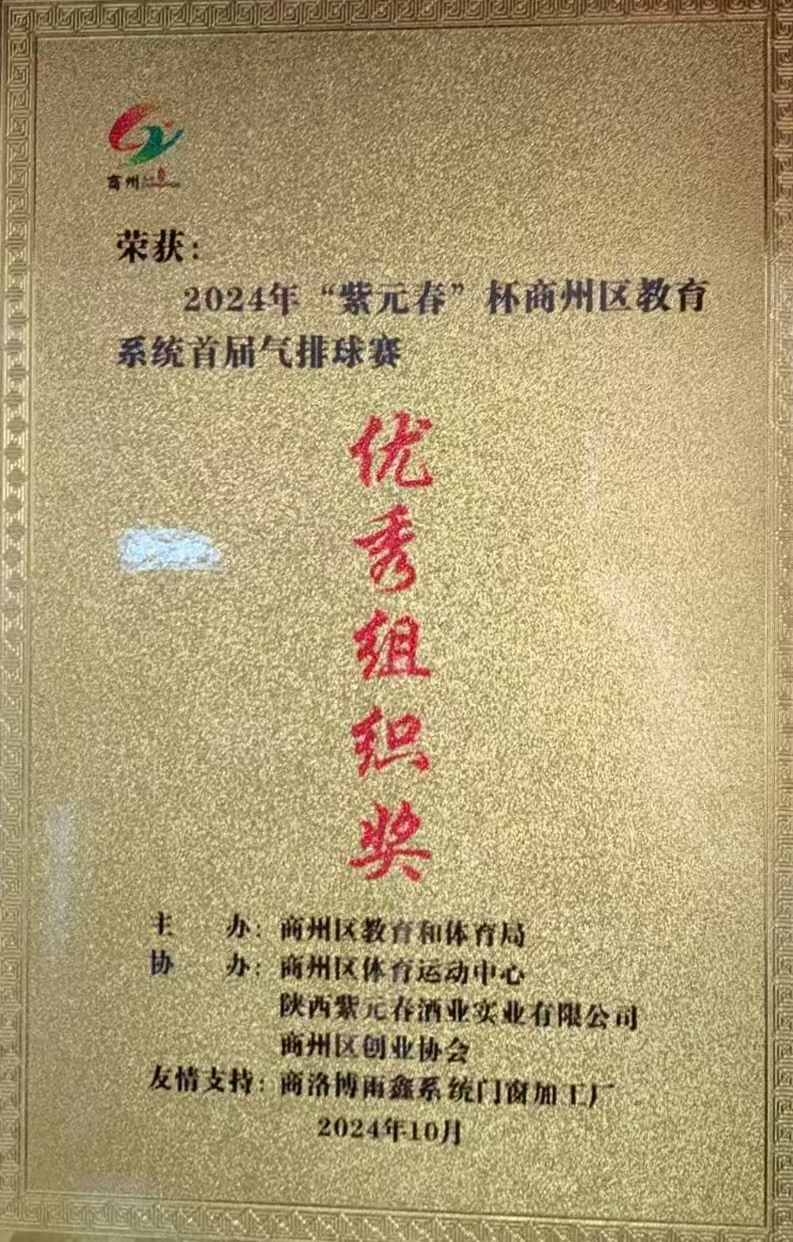 商州
荣获：
2024年“紫元春”杯商州区教育
系统首届气排球赛
优
秀
组
织
奖
主　　办：商州区教育和体育局
协　　办：商州区体育运动中心
陕西紫元春酒业实业有限公司
商州区创业协会
友情支持：商洛博雨鑫系统门窗加工厂
2024年10月